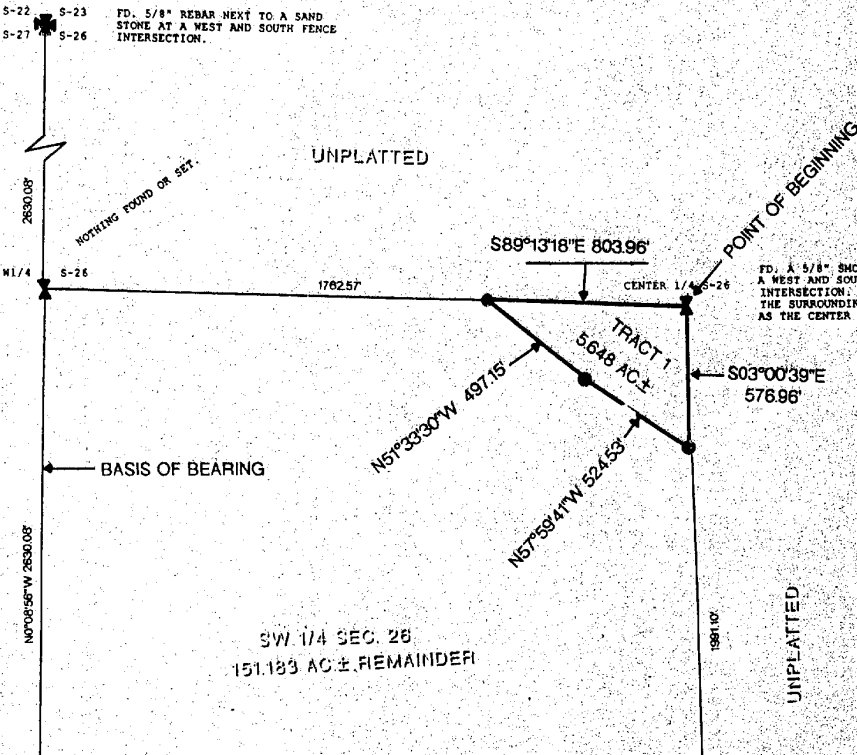 S-22 S-23
S-27 S-26
FD. 5/8" REBAR NEXT TO A SAND
STONE AT A WEST AND SOUTH FENCE
INTERSECTION.
UNPLATTED
2630.08'
NOTHING FOUND OR SET.
POINT OF BEGINNING
S89°13'18"E 803.96'
W1/4 S-26
1762.57'
CENTER 1/4 S-26
FD. A 5/8"
A WEST AND
INTERSECTION.
THE
AS THE CENTER
TRACT 1
5.648 AC.±
S03°00'39"E
576.96'
N51°33'30"W 497.15'
BASIS OF BEARING
N57°59'41"W 524.53'
N0°08'56"W 2630.08'
SW 1/4 SEC. 26
151.183 AC.± REMAINDER
1991.10'
UNPLATTED